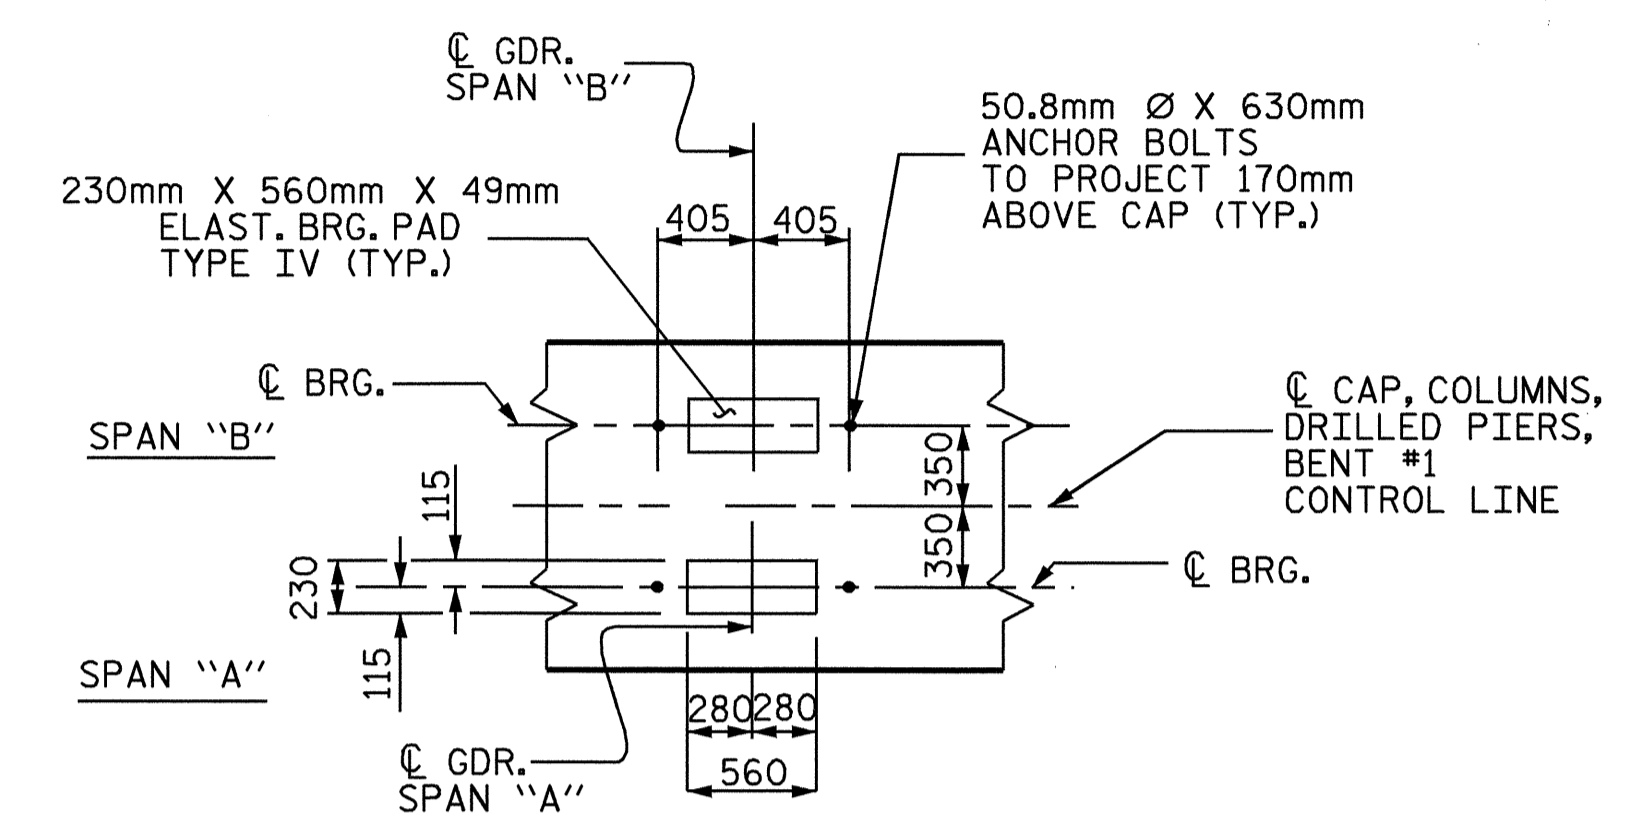 ℄ GDR.
SPAN "B"
50.8mm Ø X 630mm
ANCHOR BOLTS
TO PROJECT 170mm
ABOVE CAP (TYP.)
230mm X 560mm X 49mm
ELAST. BRG. PAD
TYPE IV (TYP.)
405
405
℄ BRG.
SPAN "B"
℄ CAP, COLUMNS,
DRILLED PIERS,
BENT #1
CONTROL LINE
350
350
115
230
115
℄ BRG.
SPAN "A"
280
280
560
℄ GDR.
SPAN "A"